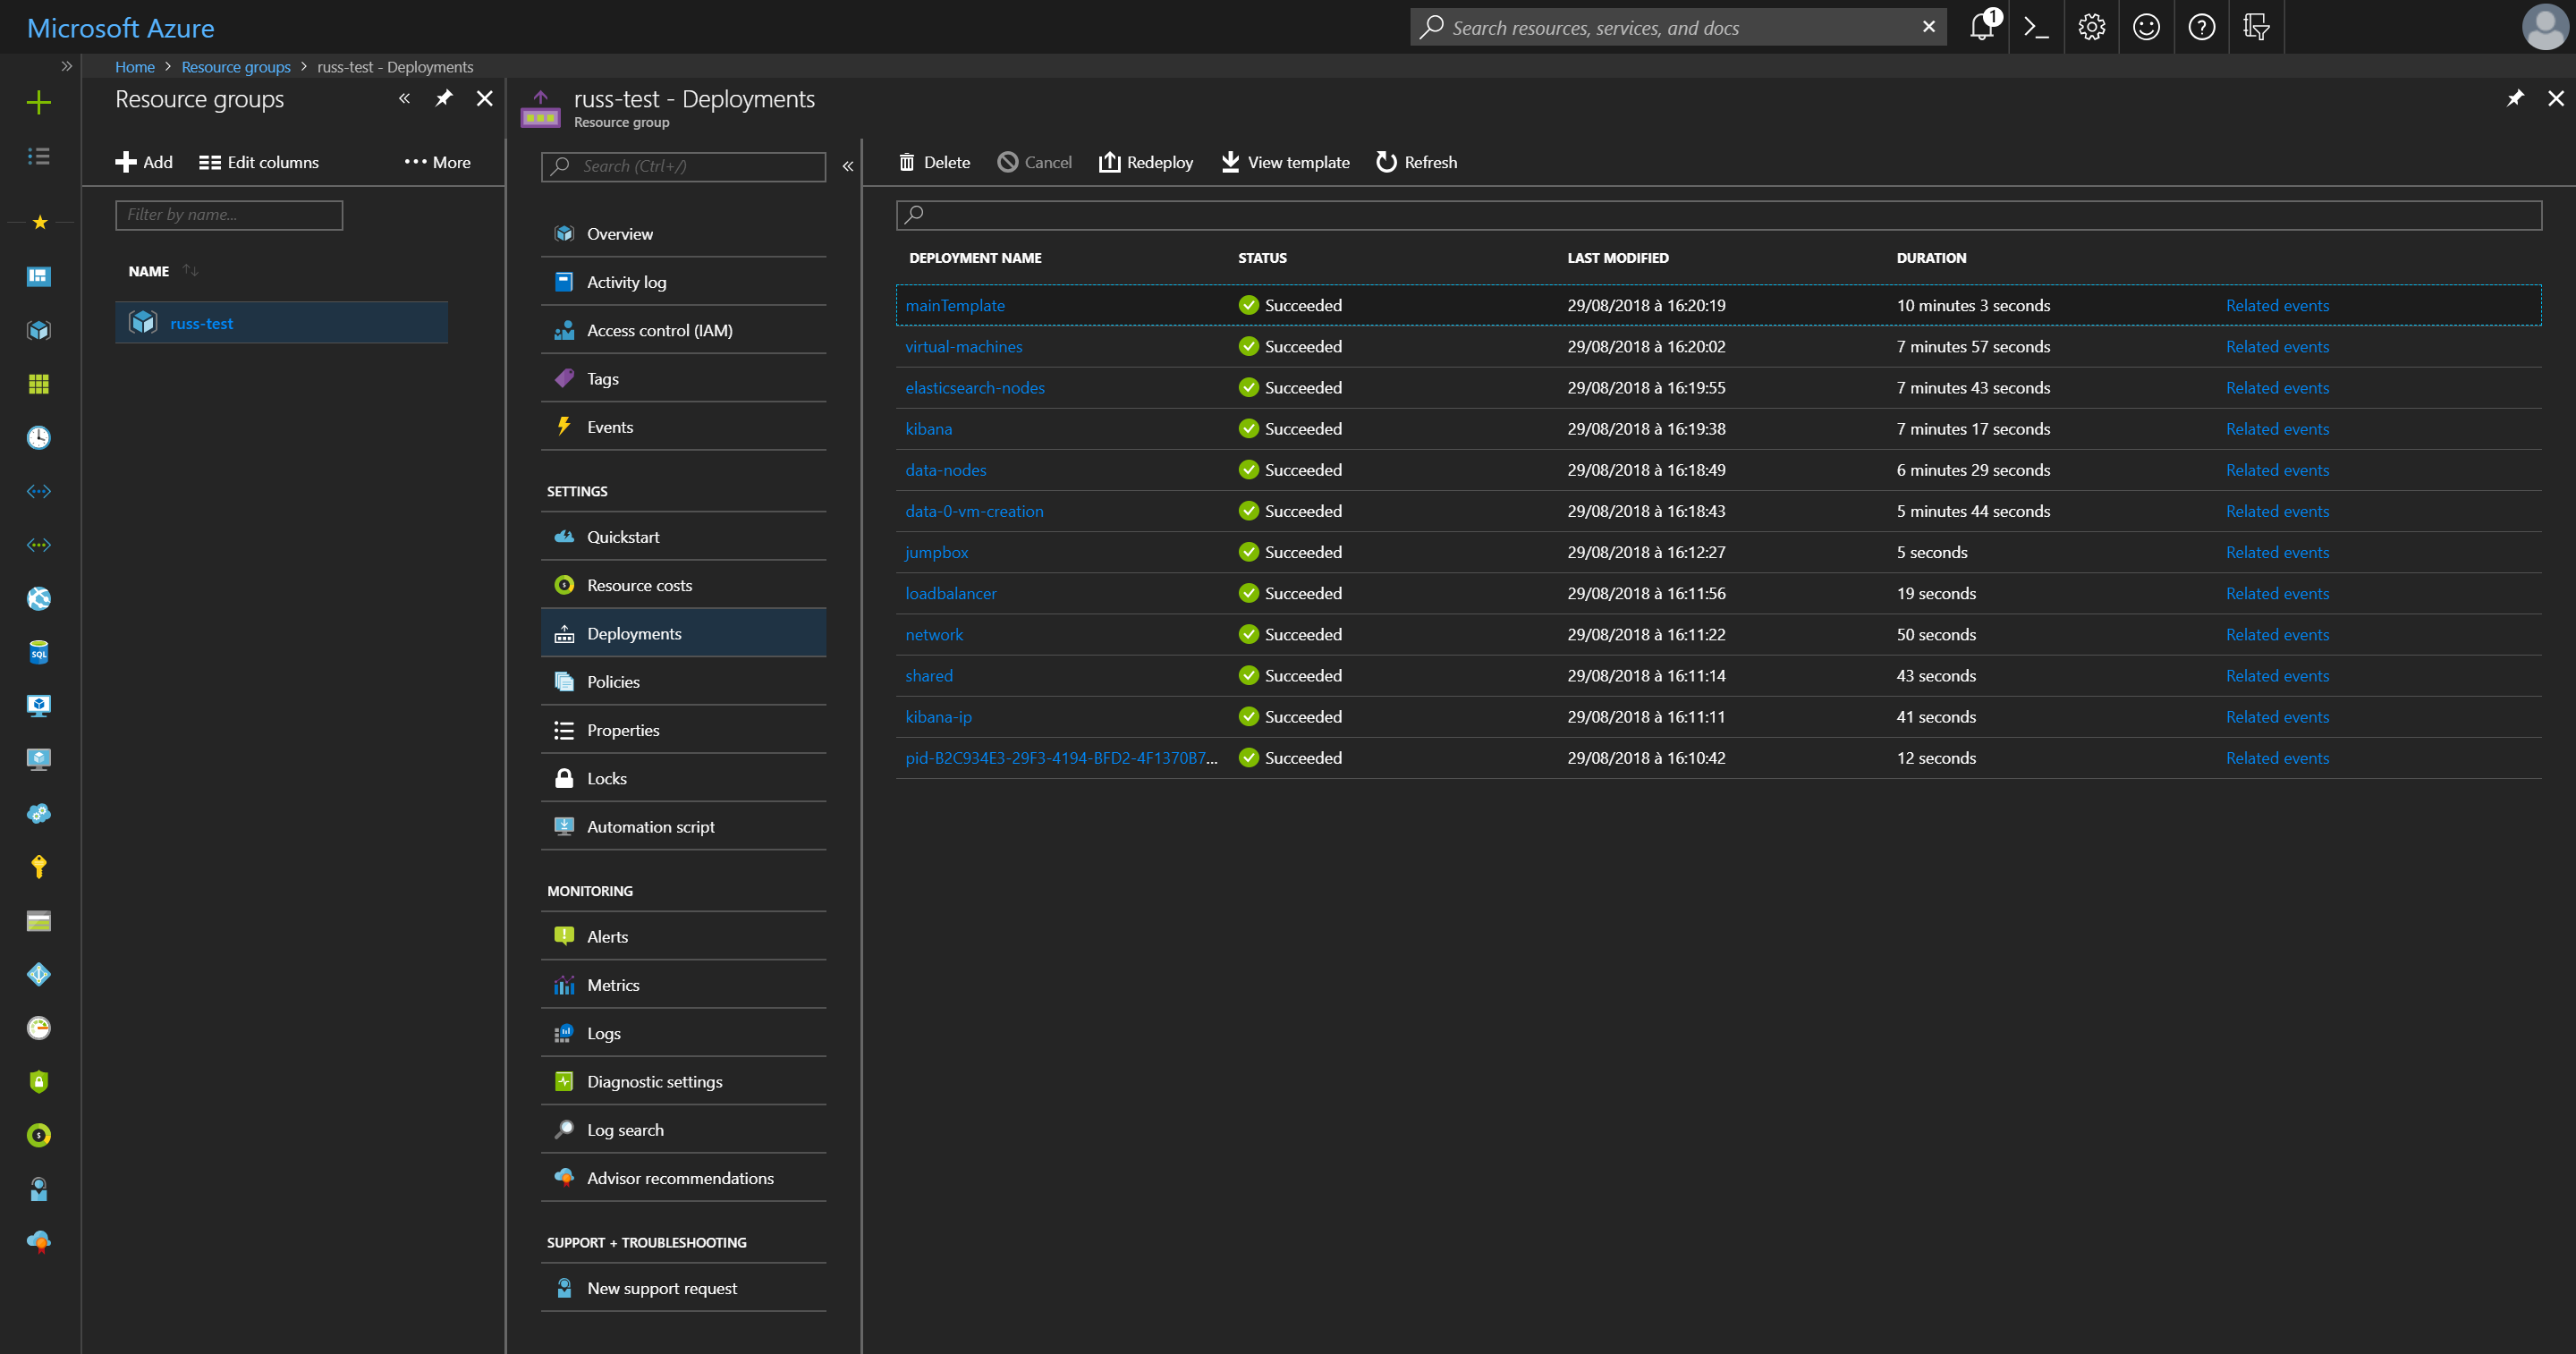 Microsoft Azure
Search resources, services, and docs
1
Home > Resource groups > russ-test - Deployments
Resource groups
Add
Edit columns
More
Filter by name...
NAME
russ-test
russ-test - Deployments
Resource group
Search (Ctrl+/)
Overview
Activity log
Access control (IAM)
Tags
Events
SETTINGS
Quickstart
Resource costs
Deployments
Policies
Properties
Locks
Automation script
MONITORING
Alerts
Metrics
Logs
Diagnostic settings
Log search
Advisor recommendations
SUPPORT + TROUBLESHOOTING
New support request
Delete Cancel Redeploy View template Refresh
DEPLOYMENT NAME STATUS LAST MODIFIED DURATION
mainTemplate Succeeded 29/08/2018 à 16:20:19 10 minutes 3 seconds Related events
virtual-machines Succeeded 29/08/2018 à 16:20:02 7 minutes 57 seconds Related events
elasticsearch-nodes Succeeded 29/08/2018 à 16:19:55 7 minutes 43 seconds Related events
kibana Succeeded 29/08/2018 à 16:19:38 7 minutes 17 seconds Related events
data-nodes Succeeded 29/08/2018 à 16:18:49 6 minutes 29 seconds Related events
data-0-vm-creation Succeeded 29/08/2018 à 16:18:43 5 minutes 44 seconds Related events
jumpbox Succeeded 29/08/2018 à 16:12:27 5 seconds Related events
loadbalancer Succeeded 29/08/2018 à 16:11:56 19 seconds Related events
network Succeeded 29/08/2018 à 16:11:22 50 seconds Related events
shared Succeeded 29/08/2018 à 16:11:14 43 seconds Related events
kibana-ip Succeeded 29/08/2018 à 16:11:11 41 seconds Related events
pid-B2C934E3-29F3-4194-BFD2-4F1370B7... Succeeded 29/08/2018 à 16:10:42 12 seconds Related events
SQL